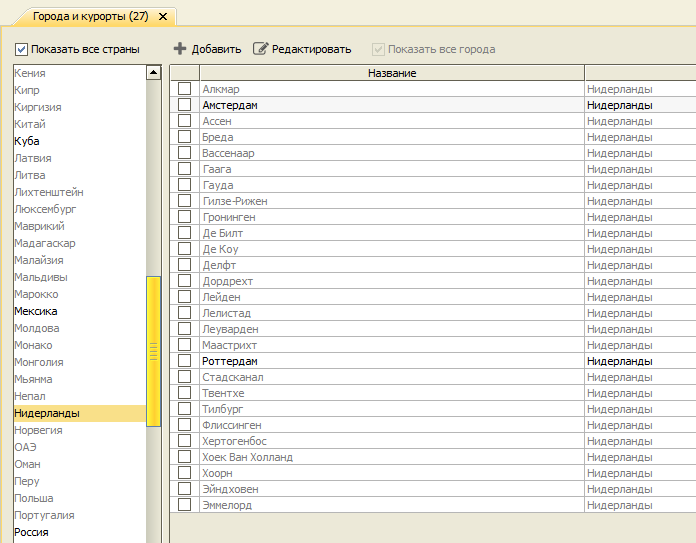 Города и курорты (27)
Показать все страны
Добавить
Редактировать
Показать все города
Кения
Кипр
Киргизия
Китай
Куба
Латвия
Литва
Лихтенштейн
Люксембург
Маврикий
Мадагаскар
Малайзия
Мальдивы
Марокко
Мексика
Молдова
Монако
Монголия
Мьянма
Непал
Нидерланды
Норвегия
ОАЭ
Оман
Перу
Польша
Португалия
Россия
Название
Алкмар Нидерланды
Амстердам Нидерланды
Ассен Нидерланды
Бреда Нидерланды
Вассенаар Нидерланды
Гаага Нидерланды
Гауда Нидерланды
Гилзе-Рижен Нидерланды
Гронинген Нидерланды
Де Билт Нидерланды
Де Коу Нидерланды
Делфт Нидерланды
Дордрехт Нидерланды
Лейден Нидерланды
Лелистад Нидерланды
Леуварден Нидерланды
Маастрихт Нидерланды
Роттердам Нидерланды
Стадсканал Нидерланды
Твентхе Нидерланды
Тилбург Нидерланды
Флиссинген Нидерланды
Хертогенбос Нидерланды
Хоек Ван Холланд Нидерланды
Хоорн Нидерланды
Эйндховен Нидерланды
Эммелорд Нидерланды